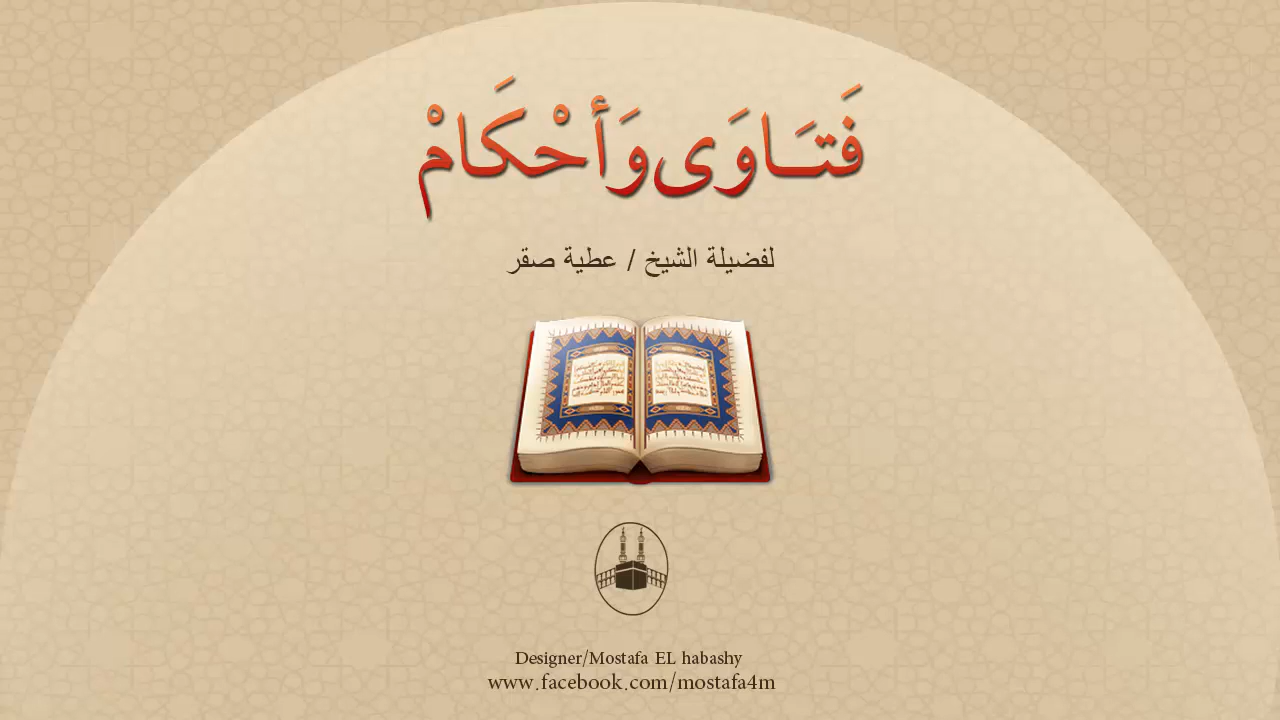 فَتَاوَى وَأَحْكَامْ
لفضيلة الشيخ / عطية صقر
Designer/Mostafa EL habashy
www.facebook.com/mostafa4m